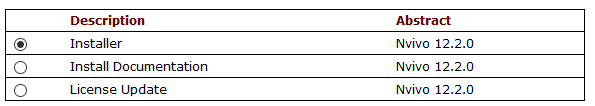 Description Abstract
Installer Nvivo 12.2.0
Install Documentation Nvivo 12.2.0
License Update Nvivo 12.2.0